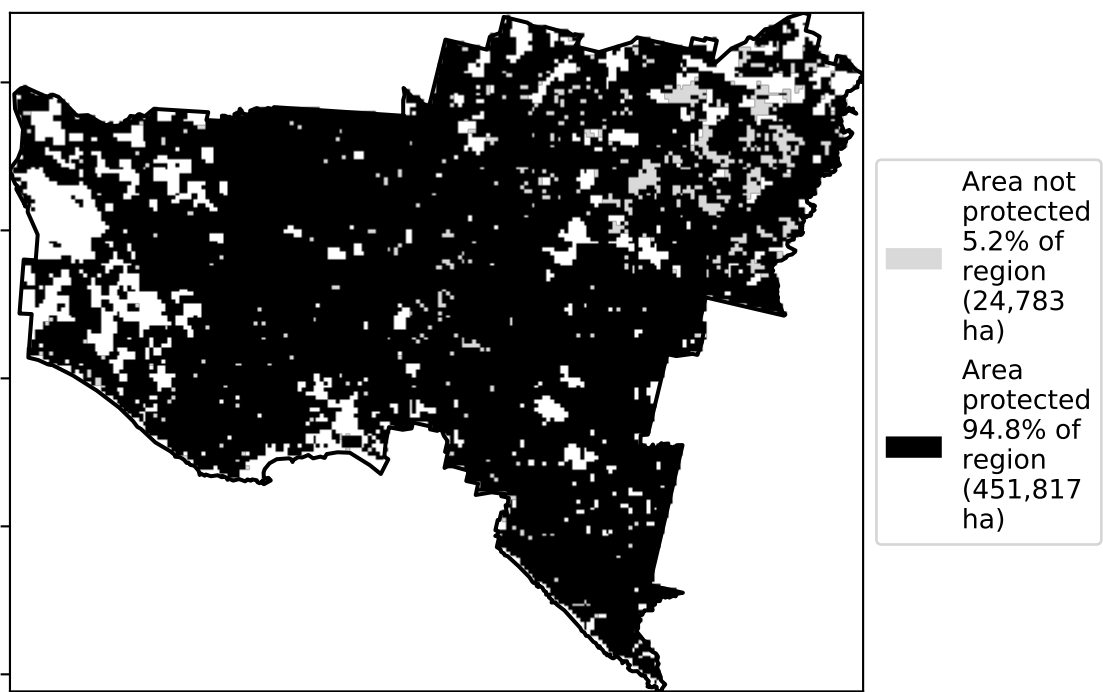 Area not
protected
5.2% of
region
(24,783
ha)
Area
protected
94.8% of
region
(451,817
ha)